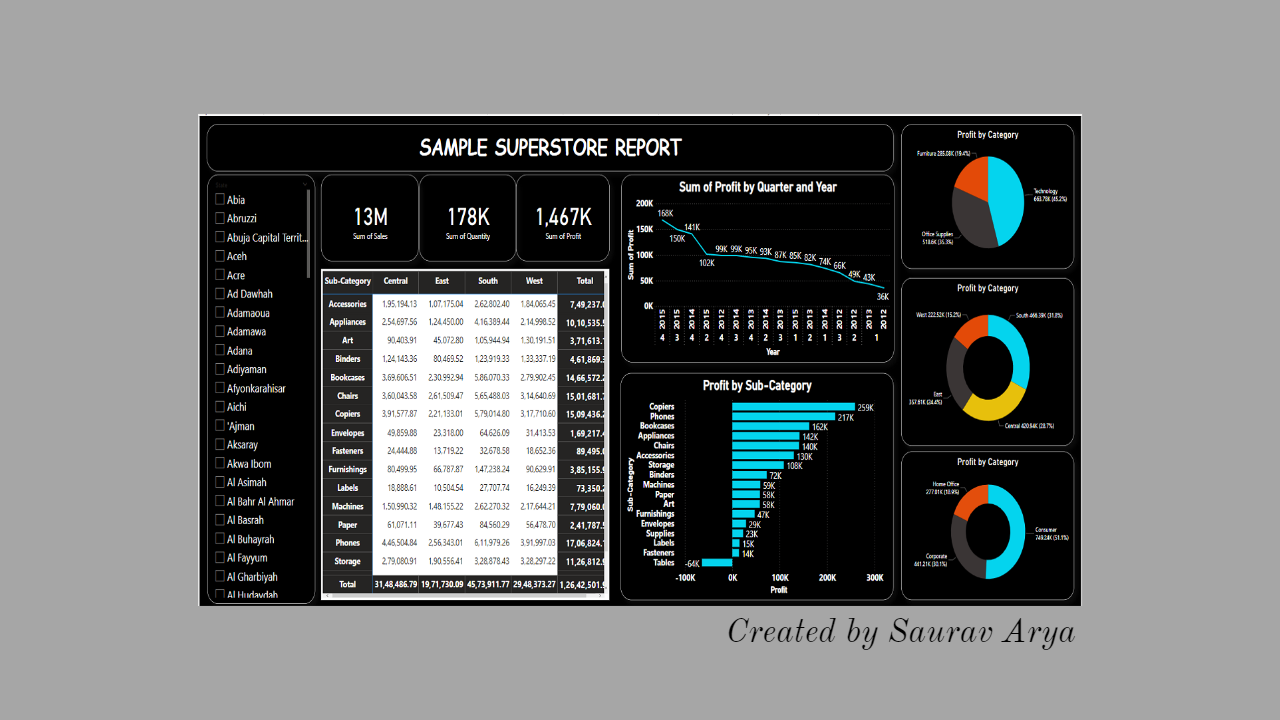 SAMPLE SUPERSTORE REPORT
Abia
Abruzzi
Abuja Capital Territ...
Aceh
Acre
Ad Dawhah
Adamaoua
Adamawa
Adana
Adiyaman
Afyonkarahisar
Aichi
'Ajman
Aksaray
Akwa Ibom
Al Asimah
Al Bahr Al Ahmar
Al Basrah
Al Buhayrah
Al Fayyum
Al Gharbiyah
Al Hudaydah
13M
Sum of Sales
178K
Sum of Quantity
1,467K
Sum of Profit
Sub-Category Central East South West Total
Accessories 1,95,194.13 1,07,175.04 2,62,802.40 1,84,065.45 7,49,237.
Appliances 2,54,697.56 1,24,450.00 4,16,389.44 2,14,998.52 10,10,535.
Art 90,403.91 45,072.80 1,05,944.94 1,30,191.51 3,71,613.
Binders 1,24,143.36 80,469.52 1,23,919.33 1,33,337.19 4,61,869.
Bookcases 3,69,606.51 2,30,992.94 5,86,070.33 2,79,902.45 14,66,572.
Chairs 3,60,043.58 2,61,509.47 5,65,488.03 3,14,640.69 15,01,681.
Copiers 3,91,577.87 2,21,133.01 5,79,014.80 3,17,710.60 15,09,436.
Envelopes 49,859.88 23,318.00 64,626.09 31,413.53 1,69,217.
Fasteners 24,444.88 13,719.22 32,678.58 18,652.36 89,495.
Furnishings 80,499.95 66,787.87 1,47,238.24 90,629.91 3,85,155.
Labels 18,888.61 10,504.54 27,707.74 16,249.39 73,350.
Machines 1,50,990.32 1,48,155.22 2,62,270.32 2,17,644.21 7,79,060.
Paper 61,071.11 39,677.43 84,560.29 56,478.70 2,41,787.
Phones 4,46,504.84 2,56,343.01 6,11,979.26 3,91,997.03 17,06,824.
Storage 2,79,080.91 1,90,556.41 3,28,878.43 3,28,297.22 11,26,812.
Total 31,48,486.79 19,71,730.09 45,73,911.77 29,48,373.27 1,26,42,501.
Sum of Profit by Quarter and Year
Sum of Profit
200K
150K
100K
50K
0K
168K 150K 141K 102K 99K 99K 95K 93K 87K 85K 82K 74K 66K 49K 43K 36K
2015 2013 2014 2015 2014 2012 2013 2014 2013 2015 2015 2014 2012 2012 2013 2012
4 3 4 2 3 4 4 2 3 1 3 1 3 2 1
Year
Profit by Sub-Category
Sub-Category
Copiers 259K
Phones 217K
Bookcases 162K
Appliances 142K
Chairs 140K
Accessories 130K
Storage 108K
Binders 72K
Machines 59K
Paper 58K
Art 58K
Furnishings 47K
Envelopes 29K
Supplies 23K
Labels 15K
Fasteners 14K
Tables -64K
-100K 0K 100K 200K 300K
Profit
Profit by Category
Furniture 285.08K (19.4%)
Technology
663.78K (45.2%)
Office Supplies
518.6K (35.3%)
Profit by Category
West 222.52K (15.2%)
South 466.39K (31.8%)
East
357.81K (24.4%)
Central 420.94K (28.7%)
Profit by Category
Home Office
277.01K (18.9%)
Consumer
749.24K (51.1%)
Corporate
441.21K (30.1%)
Created by Saurav Arya